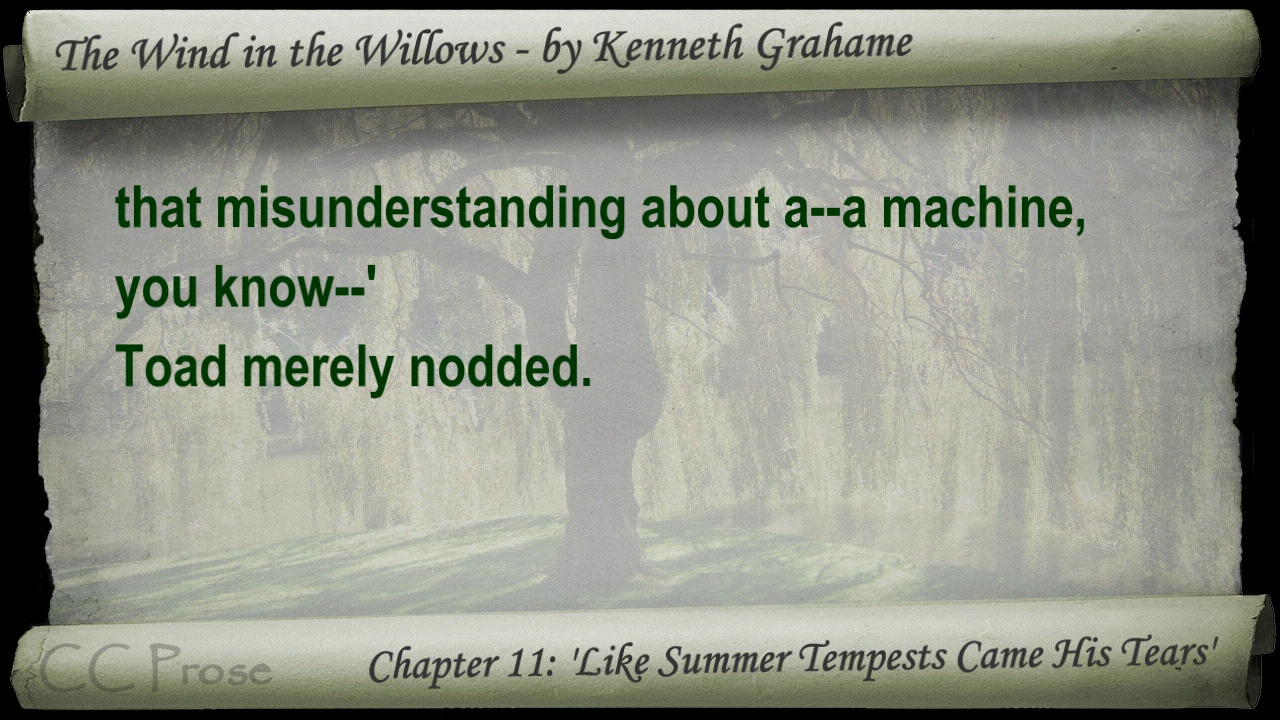 The Wind in the Willows - by Kenneth Grahame
that misunderstanding about a--a machine,
you know--'
Toad merely nodded.
CC Prose
Chapter 11: 'Like Summer Tempests Came His Tears'